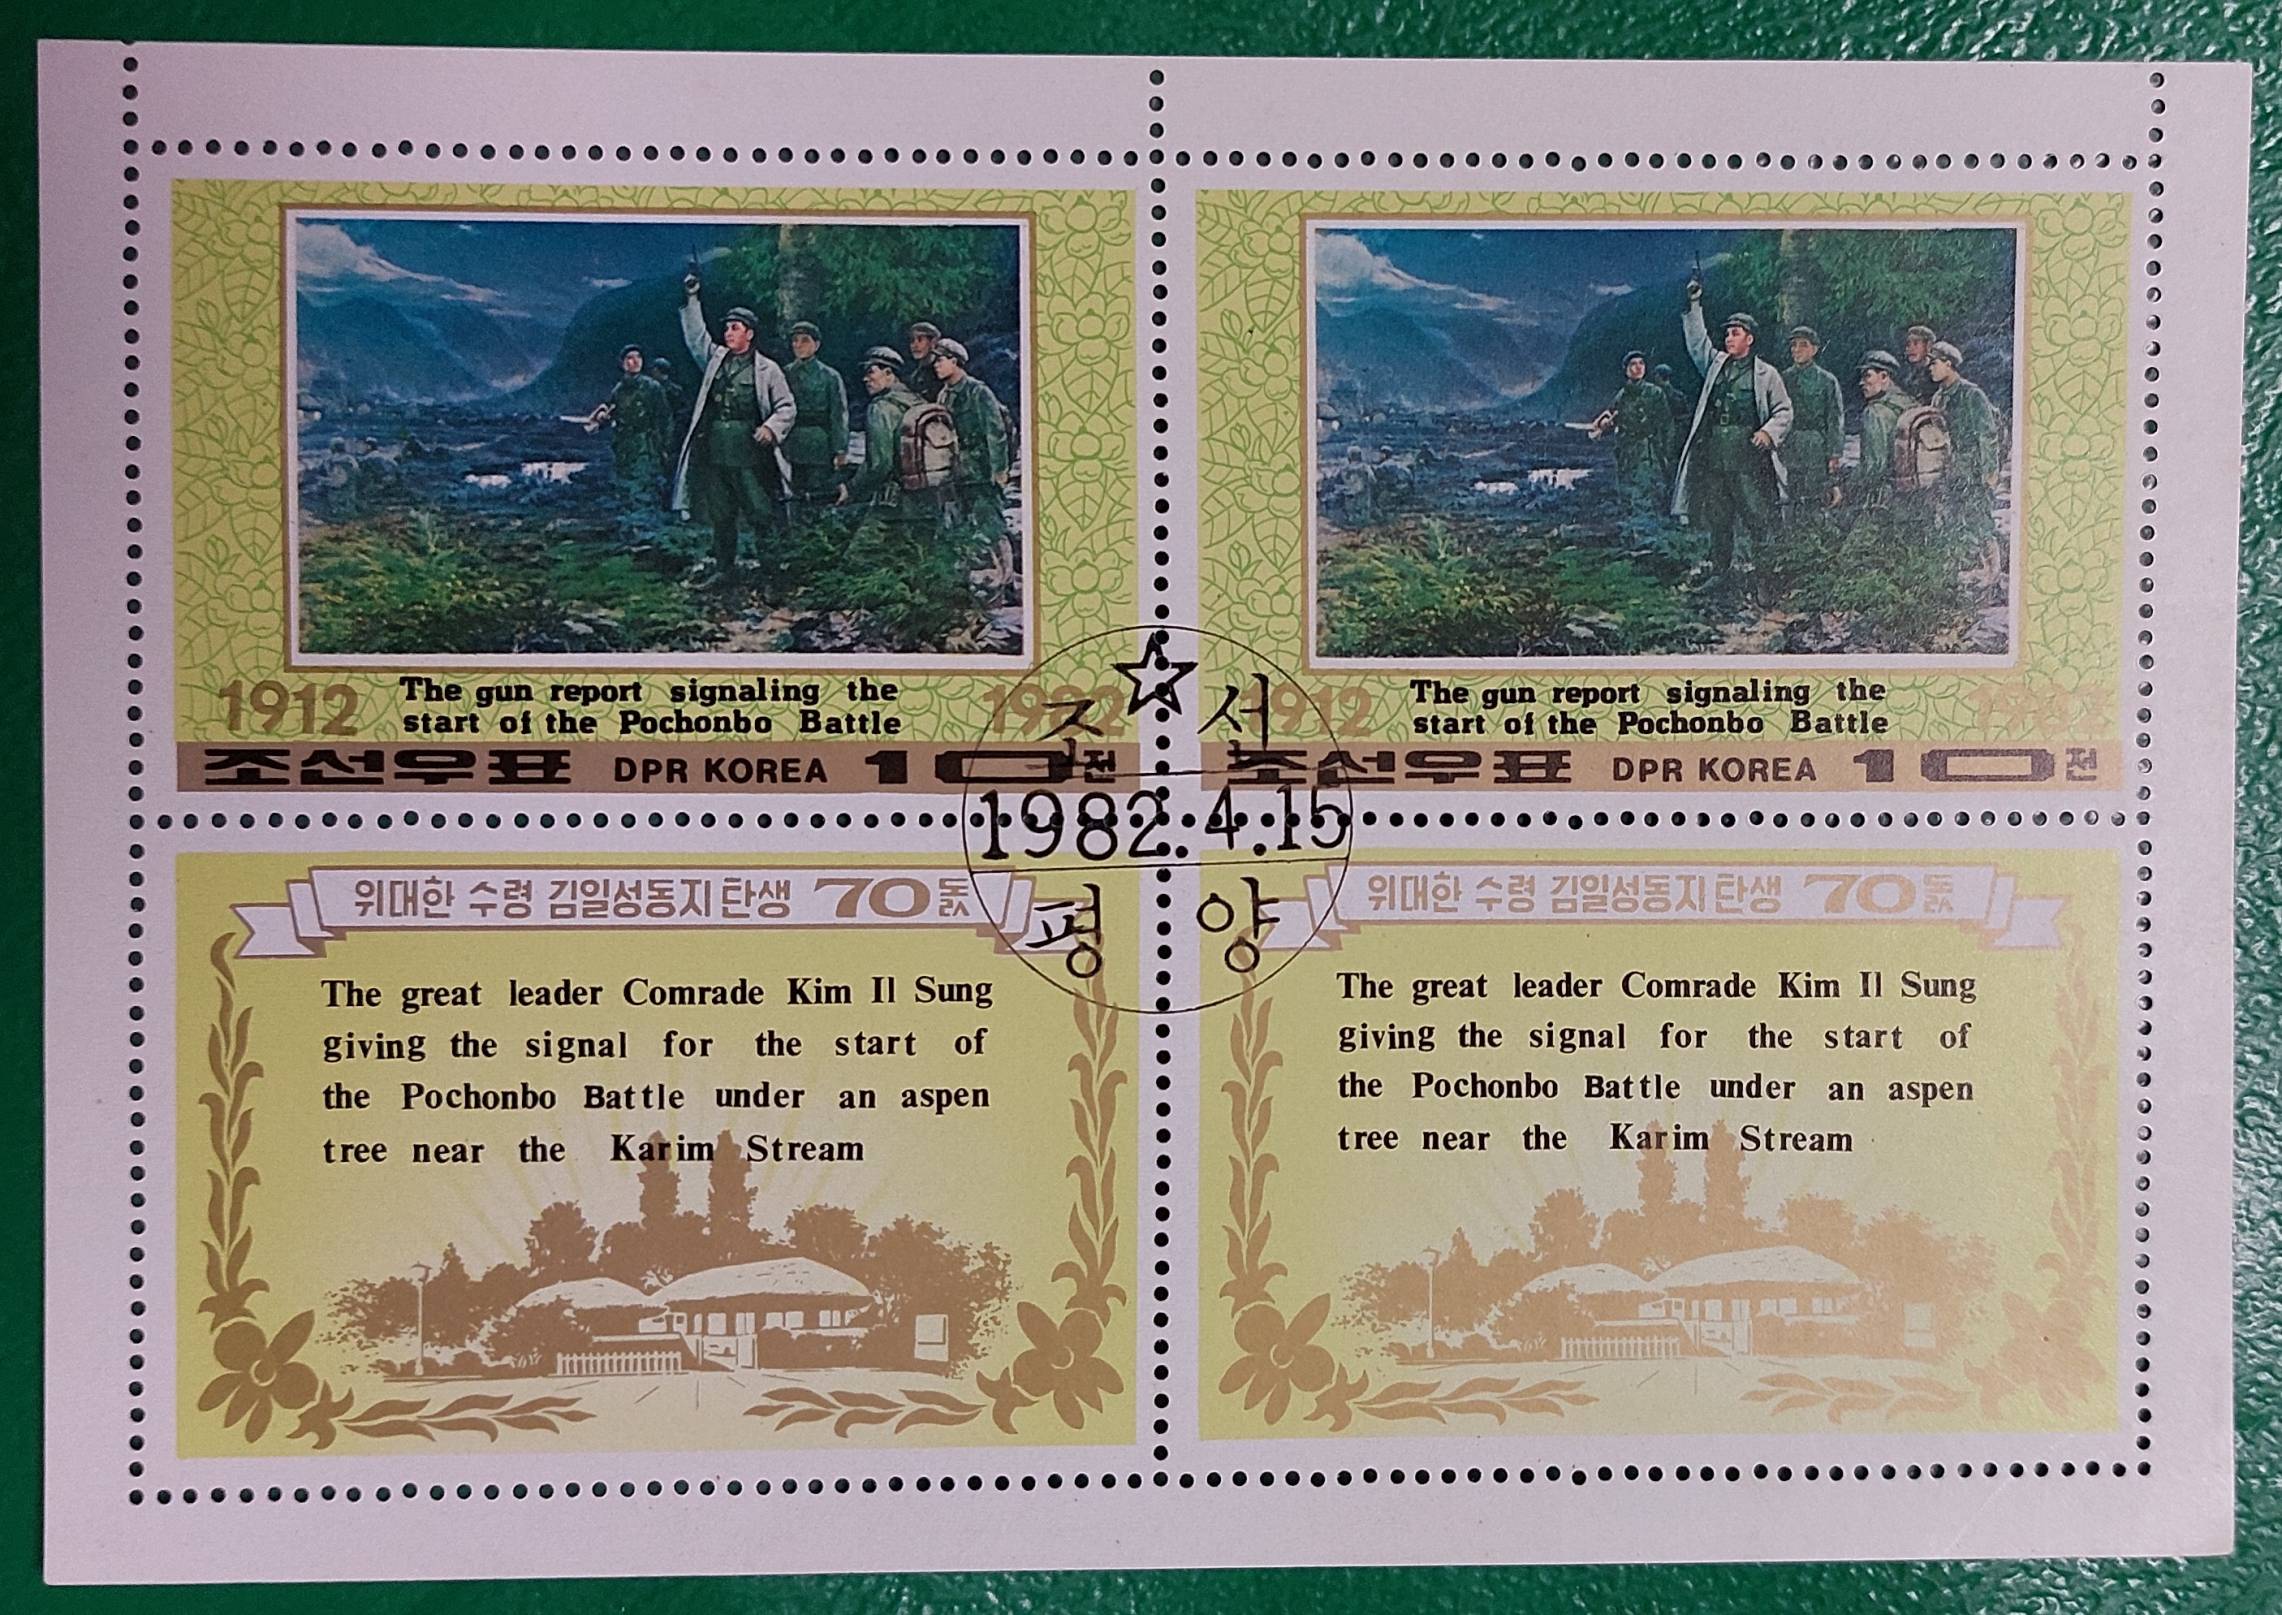 1912
The gun report signaling the
start of the Pochonbo Battle
1982
조선우표 DPR KOREA 10전
1912
The gun report signaling the
start of the Pochonbo Battle
1982
조선우표 DPR KOREA 10전
조 선
1982.4.15
평 양
위대한 수령 김일성동지 탄생 70돐
The great leader Comrade Kim Il Sung
giving the signal for the start of
the Pochonbo Battle under an aspen
tree near the Karim Stream
위대한 수령 김일성동지 탄생 70돐
The great leader Comrade Kim Il Sung
giving the signal for the start of
the Pochonbo Battle under an aspen
tree near the Karim Stream